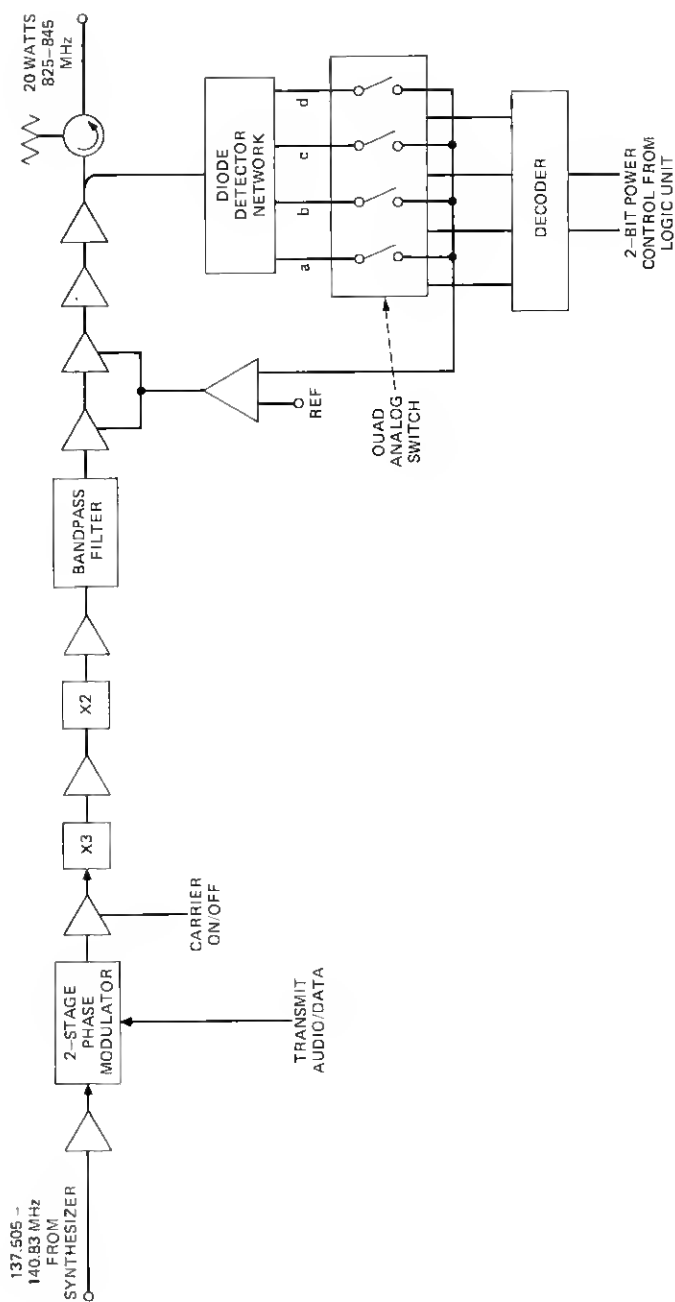 137.505 –
140.83 MHz
FROM
SYNTHESIZER
2–STAGE
PHASE
MODULATOR
TRANSMIT
AUDIO/DATA
CARRIER
ON/OFF
X3
X2
BANDPASS
FILTER
REF
20 WATTS
825–845
MHz
DIODE
DETECTOR
NETWORK
a
b
c
d
QUAD
ANALOG
SWITCH
DECODER
2–BIT POWER
CONTROL FROM
LOGIC UNIT